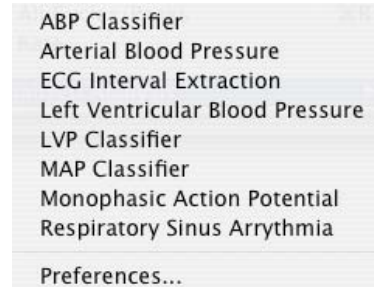 ABP Classifier
Arterial Blood Pressure
ECG Interval Extraction
Left Ventricular Blood Pressure
LVP Classifier
MAP Classifier
Monophasic Action Potential
Respiratory Sinus Arrythmia
Preferences...